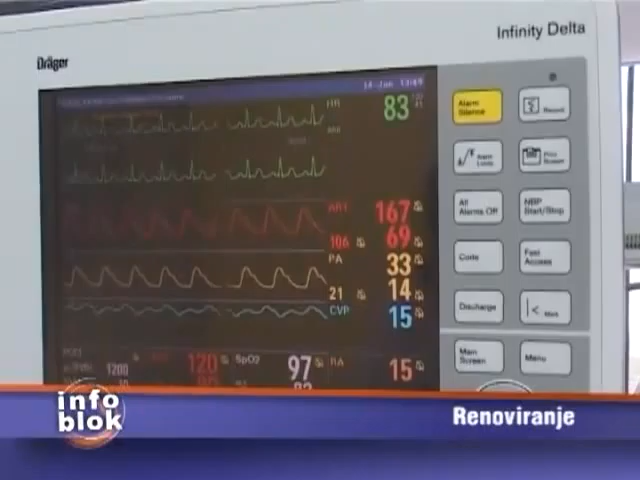 Infinity Delta
Dräger
HR
83
Alarm Silence
Record
Alarm Limits
Print Screen
ART
167
106
69
All Alarms Off
NBP Start/Stop
PA
33
21
14
Code
Fast Access
CVP
15
Discharge
Mark
120
SpO2
97
RA
15
Main Screen
Menu
1200
info
blok
Renoviranje